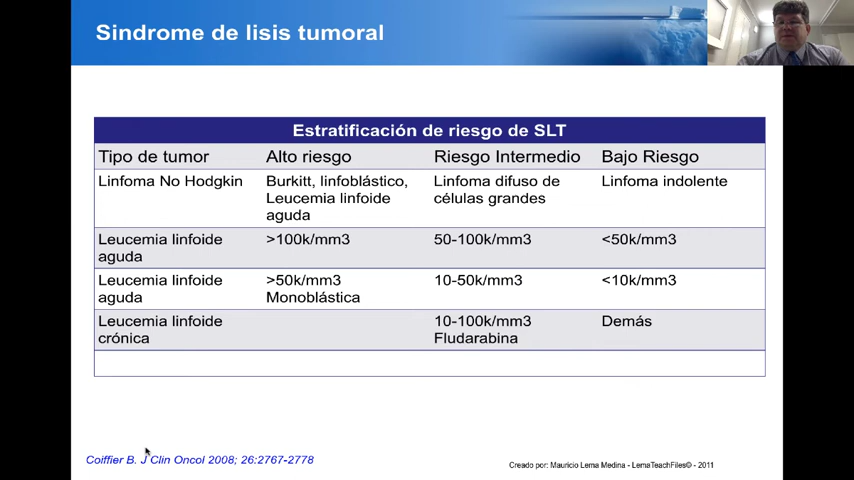 Sindrome de lisis tumoral
Estratificación de riesgo de SLT
Tipo de tumor Alto riesgo Riesgo Intermedio Bajo Riesgo
Linfoma No Hodgkin Burkitt, linfoblástico, Linfoma difuso de Linfoma indolente
Leucemia linfoide células grandes
aguda
Leucemia linfoide >100k/mm3 50-100k/mm3 <50k/mm3
aguda
Leucemia linfoide >50k/mm3 10-50k/mm3 <10k/mm3
aguda Monoblástica
Leucemia linfoide 10-100k/mm3 Demás
crónica Fludarabina
Coiffier B. J Clin Oncol 2008; 26:2767-2778
Creado por: Mauricio Lema Medina - LemaTeachFiles© - 2011